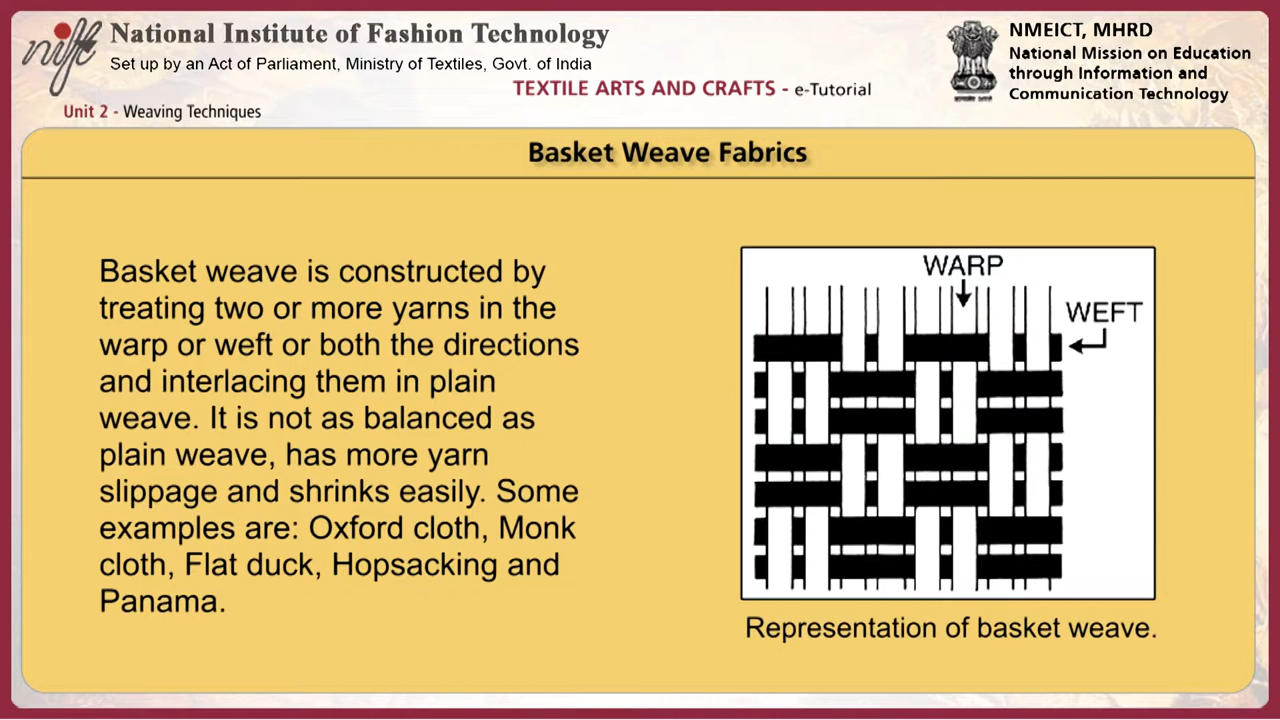 nift
National Institute of Fashion Technology
Set up by an Act of Parliament, Ministry of Textiles, Govt. of India
NMEICT, MHRD
National Mission on Education
through Information and
Communication Technology
TEXTILE ARTS AND CRAFTS - e-Tutorial
Unit 2 - Weaving Techniques
Basket Weave Fabrics
Basket weave is constructed by
treating two or more yarns in the
warp or weft or both the directions
and interlacing them in plain
weave. It is not as balanced as
plain weave, has more yarn
slippage and shrinks easily. Some
examples are: Oxford cloth, Monk
cloth, Flat duck, Hopsacking and
Panama.
WARP
WEFT
Representation of basket weave.